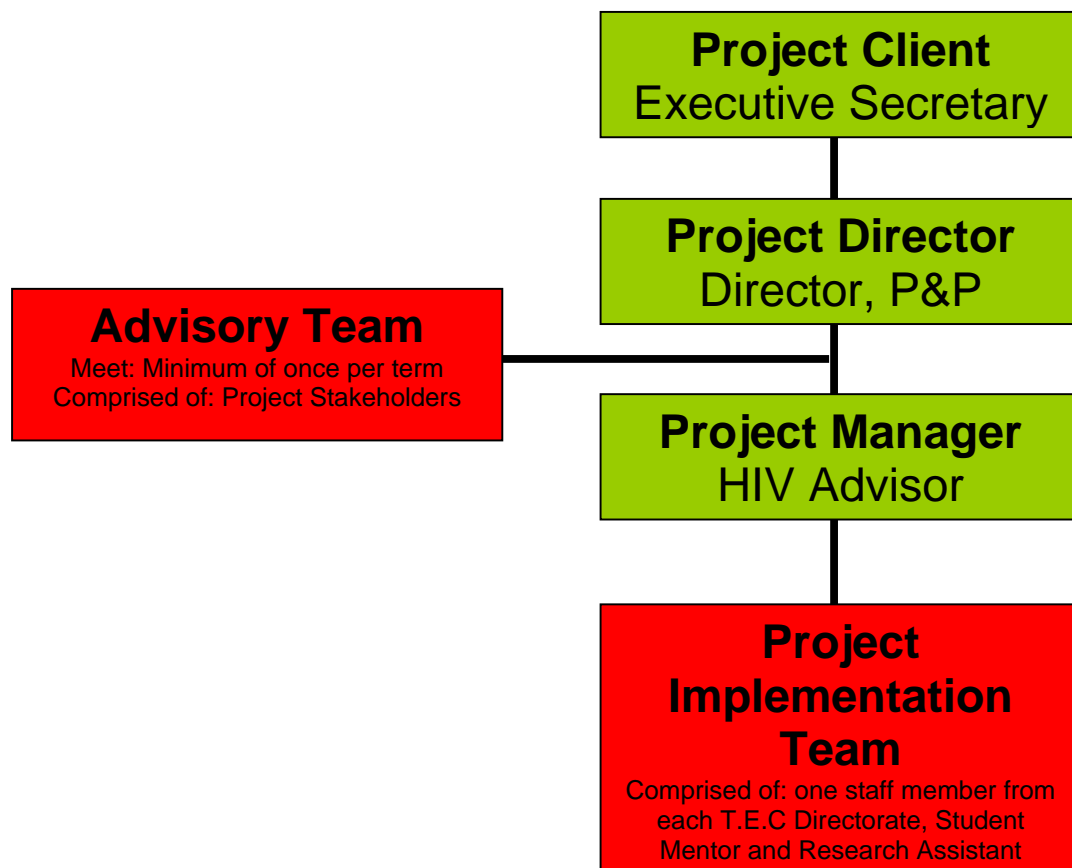 Project Client
Executive Secretary
Project Director
Director, P&P
Advisory Team
Meet: Minimum of once per term
Comprised of: Project Stakeholders
Project Manager
HIV Advisor
Project
Implementation
Team
Comprised of: one staff member from
each T.E.C Directorate, Student
Mentor and Research Assistant